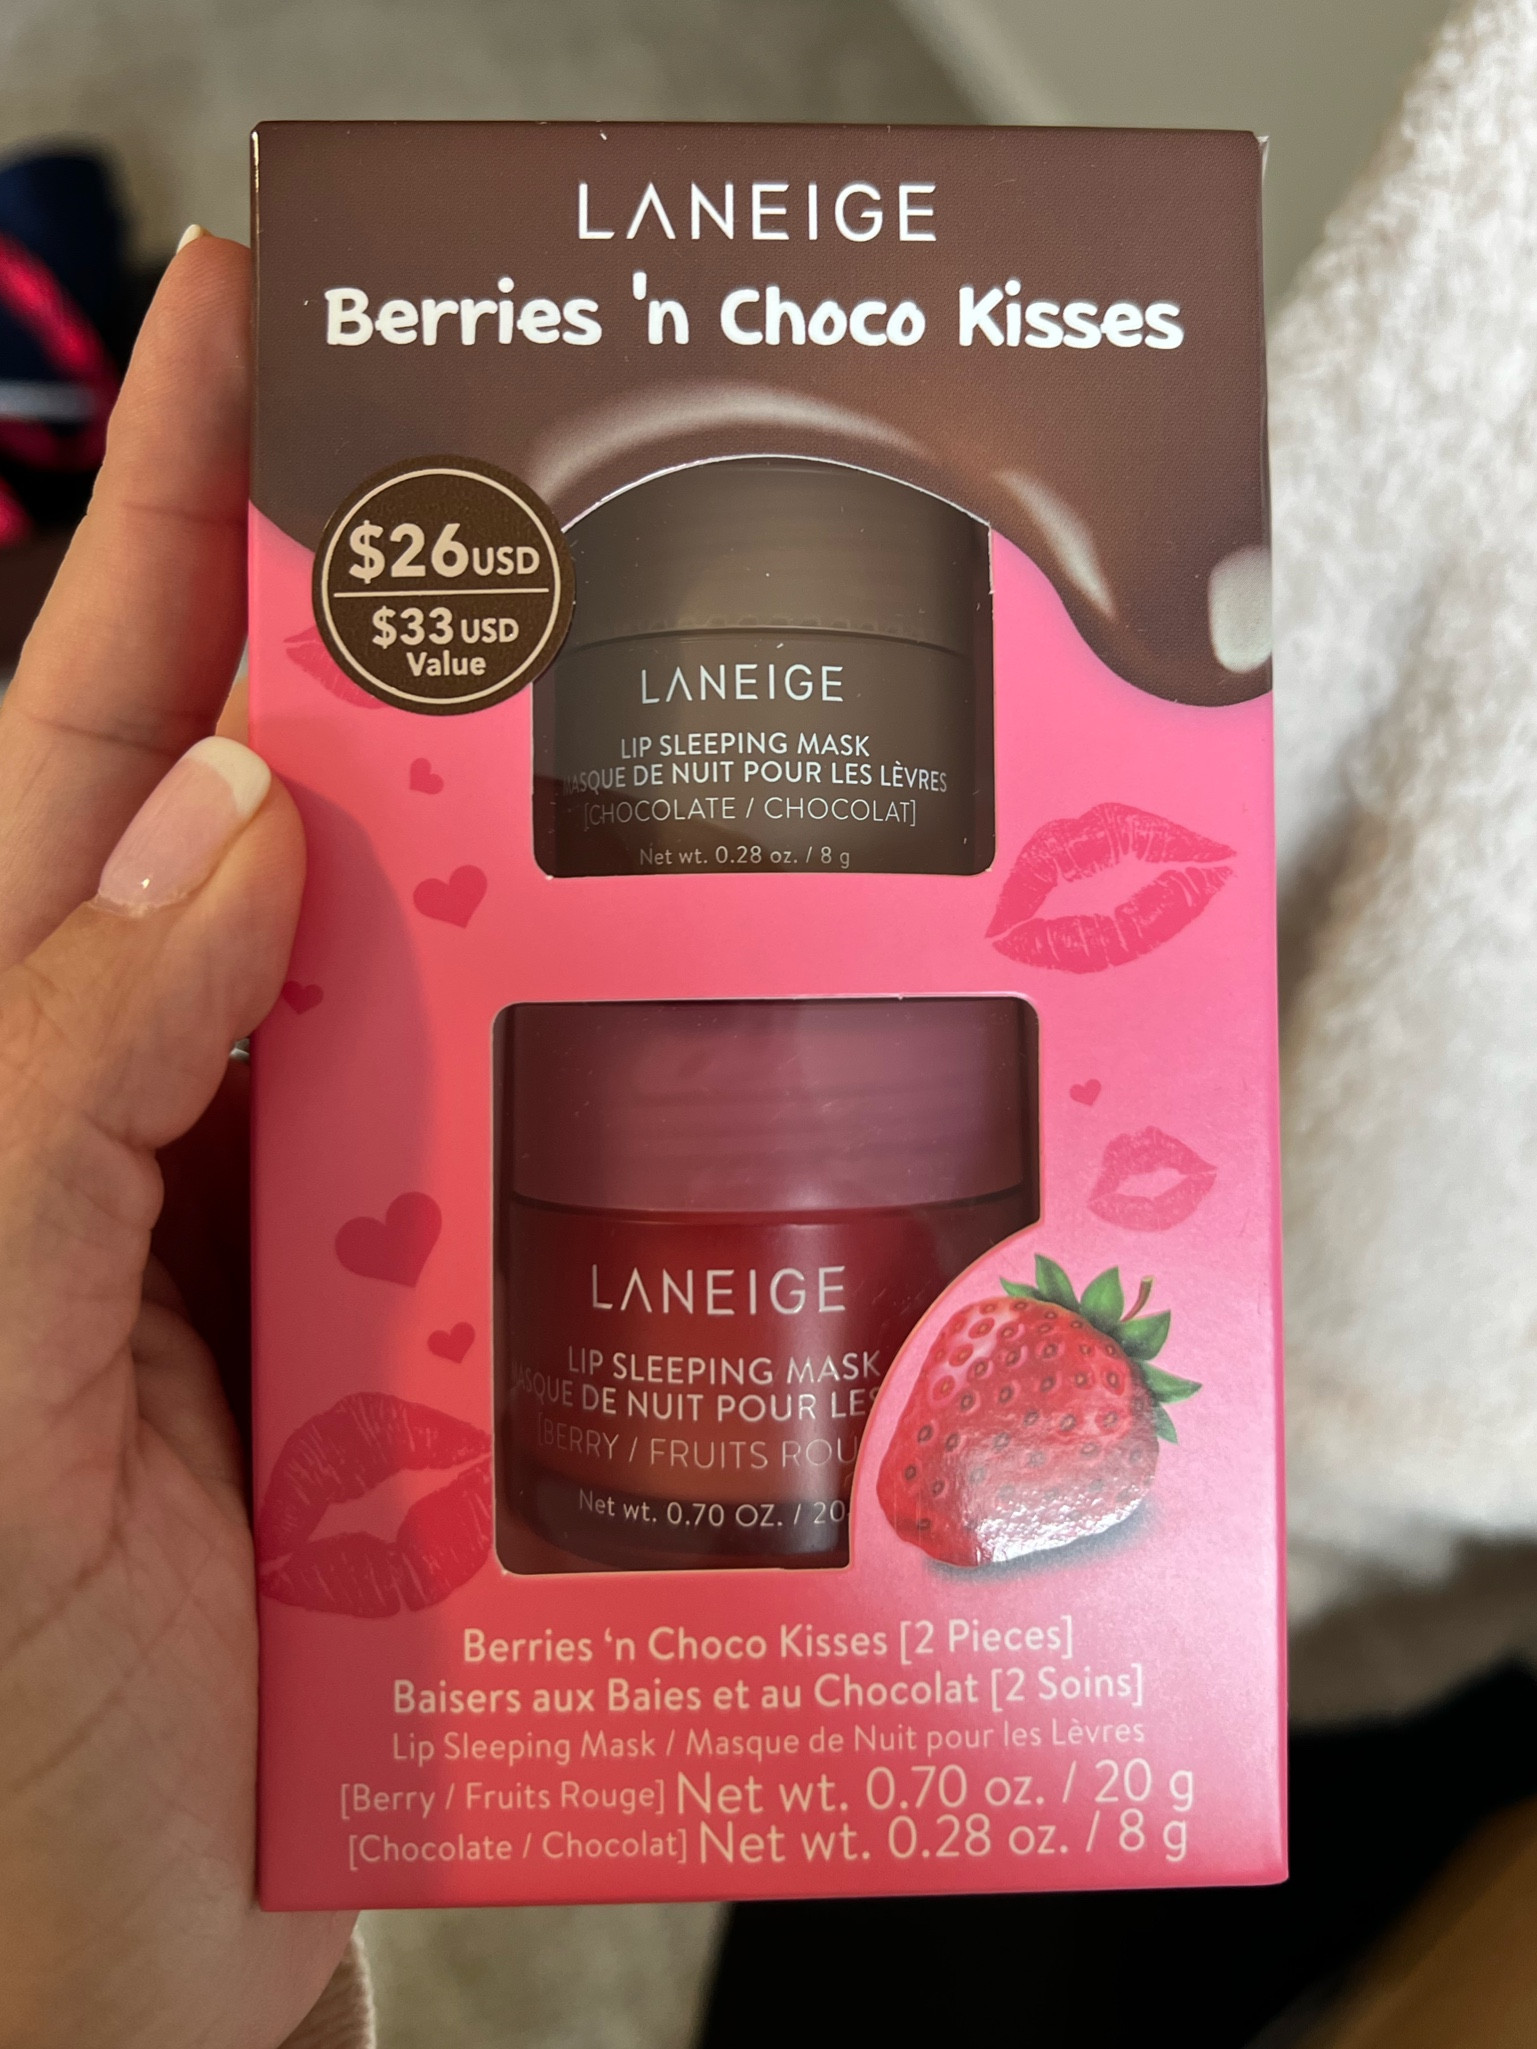 LANEIGE
Berries 'n Choco Kisses
$26 USD
$33 USD
Value
LANEIGE
LIP SLEEPING MASK
MASQUE DE NUIT POUR LES LÈVRES
[CHOCOLATE / CHOCOLAT]
Net wt. 0.28 oz. / 8 g
LANEIGE
LIP SLEEPING MASK
MASQUE DE NUIT POUR LES
[BERRY / FRUITS ROU
Net wt. 0.70 OZ. / 20
Berries ‘n Choco Kisses [2 Pieces]
Baisers aux Baies et au Chocolat [2 Soins]
Lip Sleeping Mask / Masque de Nuit pour les Lèvres
[Berry / Fruits Rouge] Net wt. 0.70 oz. / 20 g
[Chocolate / Chocolat] Net wt. 0.28 oz. / 8 g